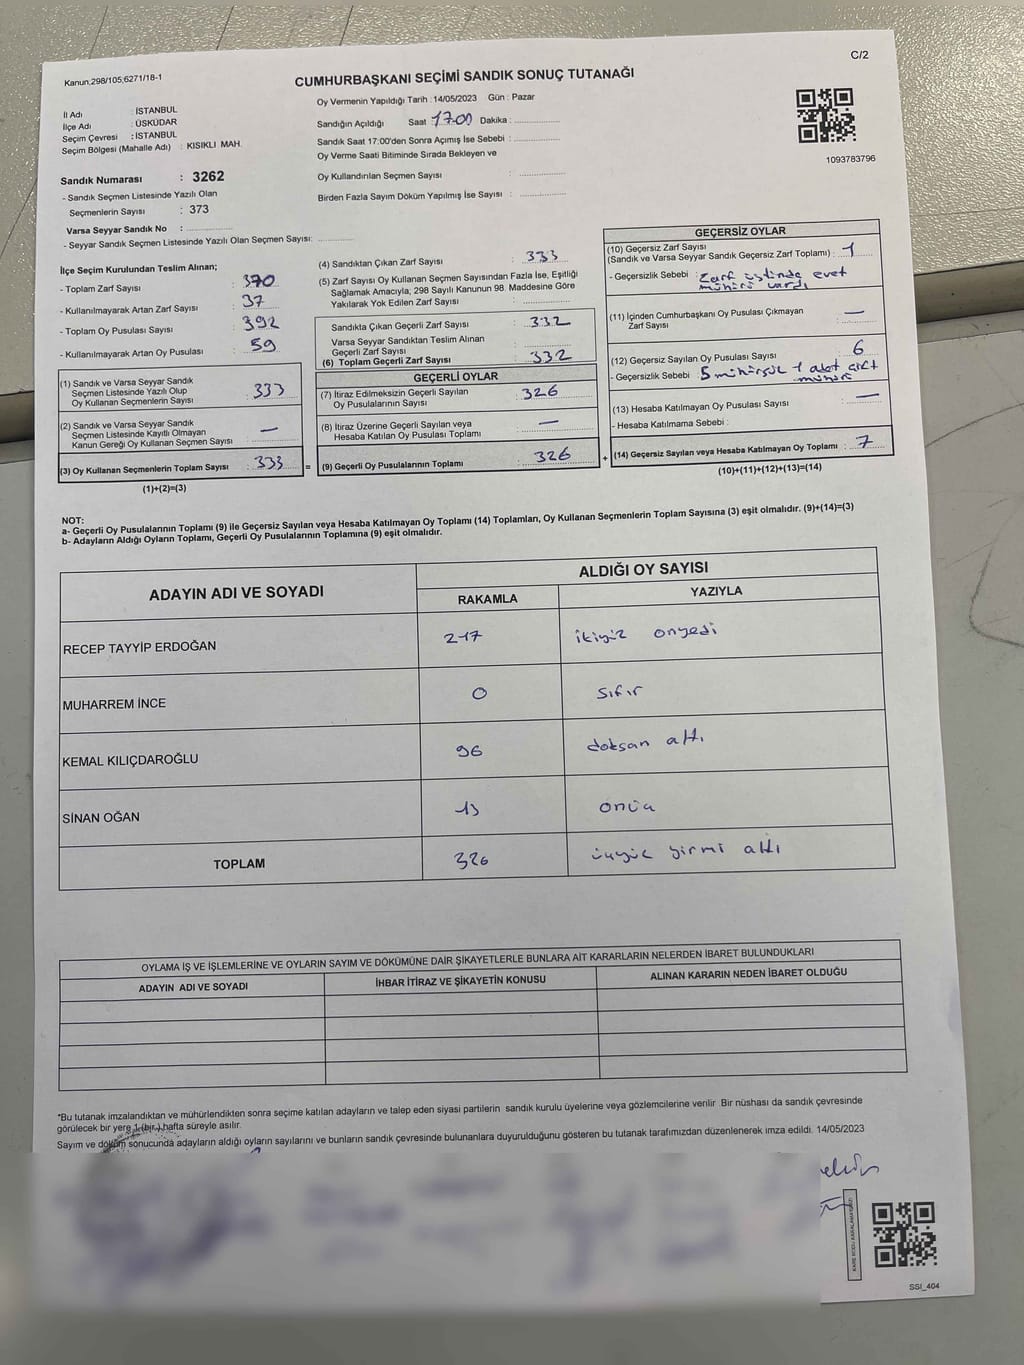 Kanun;298/105;6271/18-1
C/2
CUMHURBAŞKANI SEÇİMİ SANDIK SONUÇ TUTANAĞI
İl Adı : İSTANBUL
İlçe Adı : ÜSKÜDAR
Seçim Çevresi : İSTANBUL
Seçim Bölgesi (Mahalle Adı) : KISIKLI MAH.
Oy Vermenin Yapıldığı Tarih : 14/05/2023 Gün : Pazar
Sandığın Açıldığı Saat 17.00 Dakika :
Sandık Saat 17:00'den Sonra Açımış İse Sebebi :
Oy Verme Saati Bitiminde Sırada Bekleyen ve
Oy Kullandırılan Seçmen Sayısı :
Birden Fazla Sayım Döküm Yapılmış İse Sayısı :
1093783796
Sandık Numarası : 3262
- Sandık Seçmen Listesinde Yazılı Olan
Seçmenlerin Sayısı : 373
Varsa Seyyar Sandık No :
- Seyyar Sandık Seçmen Listesinde Yazılı Olan Seçmen Sayısı:
İlçe Seçim Kurulundan Teslim Alınan;
- Toplam Zarf Sayısı : 370
- Kullanılmayarak Artan Zarf Sayısı : 37
- Toplam Oy Pusulası Sayısı : 392
- Kullanılmayarak Artan Oy Pusulası : 59
(1) Sandık ve Varsa Seyyar Sandık
Seçmen Listesinde Yazılı Olup
Oy Kullanan Seçmenlerin Sayısı : 333
(2) Sandık ve Varsa Seyyar Sandık
Seçmen Listesinde Kayıtlı Olmayan
Kanun Gereği Oy Kullanan Seçmen Sayısı : —
(3) Oy Kullanan Seçmenlerin Toplam Sayısı : 333
(1)+(2)=(3)
(4) Sandıktan Çıkan Zarf Sayısı : 333
(5) Zarf Sayısı Oy Kullanan Seçmen Sayısından Fazla İse, Eşitliği
Sağlamak Amacıyla, 298 Sayılı Kanunun 98. Maddesine Göre
Yakılarak Yok Edilen Zarf Sayısı :
Sandıkta Çıkan Geçerli Zarf Sayısı : 332
Varsa Seyyar Sandıktan Teslim Alınan
Geçerli Zarf Sayısı :
(6) Toplam Geçerli Zarf Sayısı : 332
GEÇERLİ OYLAR
(7) İtiraz Edilmeksizin Geçerli Sayılan
Oy Pusulalarının Sayısı : 326
(8) İtiraz Üzerine Geçerli Sayılan veya
Hesaba Katılan Oy Pusulası Toplamı : —
=
(9) Geçerli Oy Pusulalarının Toplamı : 326
GEÇERSİZ OYLAR
(10) Geçersiz Zarf Sayısı
(Sandık ve Varsa Seyyar Sandık Geçersiz Zarf Toplamı) : 1
- Geçersizlik Sebebi : Zarf üstünde evet
mühürü vardı
(11) İçinden Cumhurbaşkanı Oy Pusulası Çıkmayan
Zarf Sayısı : —
(12) Geçersiz Sayılan Oy Pusulası Sayısı : 6
- Geçersizlik Sebebi : 5 mühürsüz 1 adet çift
mühürü
(13) Hesaba Katılmayan Oy Pusulası Sayısı : —
- Hesaba Katılmama Sebebi :
+
(14) Geçersiz Sayılan veya Hesaba Katılmayan Oy Toplamı : 7
(10)+(11)+(12)+(13)=(14)
NOT:
a- Geçerli Oy Pusulalarının Toplamı (9) ile Geçersiz Sayılan veya Hesaba Katılmayan Oy Toplamı (14) Toplamları, Oy Kullanan Seçmenlerin Toplam Sayısına (3) eşit olmalıdır. (9)+(14)=(3)
b- Adayların Aldığı Oyların Toplamı, Geçerli Oy Pusulalarının Toplamına (9) eşit olmalıdır.
ADAYIN ADI VE SOYADI
ALDIĞI OY SAYISI
RAKAMLA YAZIYLA
RECEP TAYYİP ERDOĞAN 217 ikiyüz onyedi
MUHARREM İNCE 0 sıfır
KEMAL KILIÇDAROĞLU 96 doksan altı
SİNAN OĞAN 13 onüç
TOPLAM 326 üçyüz yirmi altı
OYLAMA İŞ VE İŞLEMLERİNE VE OYLARIN SAYIM VE DÖKÜMÜNE DAİR ŞİKAYETLERLE BUNLARA AİT KARARLARIN NELERDEN İBARET BULUNDUKLARI
ADAYIN ADI VE SOYADI İHBAR İTİRAZ VE ŞİKAYETİN KONUSU ALINAN KARARIN NEDEN İBARET OLDUĞU
*Bu tutanak imzalandıktan ve mühürlendikten sonra seçime katılan adayların ve talep eden siyasi partilerin sandık kurulu üyelerine veya gözlemcilerine verilir Bir nüshası da sandık çevresinde
görülecek bir yere 1 (bir ) hafta süreyle asılır.
Sayım ve döküm sonucunda adayların aldığı oyların sayılarını ve bunların sandık çevresinde bulunanlara duyurulduğunu gösteren bu tutanak tarafımızdan düzenlenerek imza edildi. 14/05/2023
SSI_404